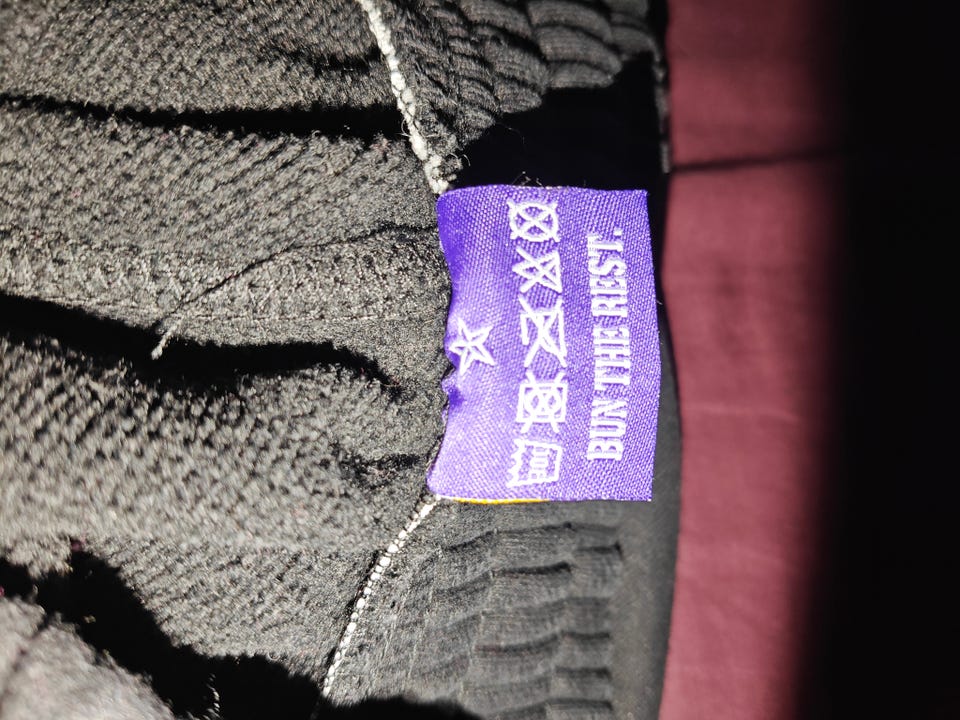 BUN THE REST.